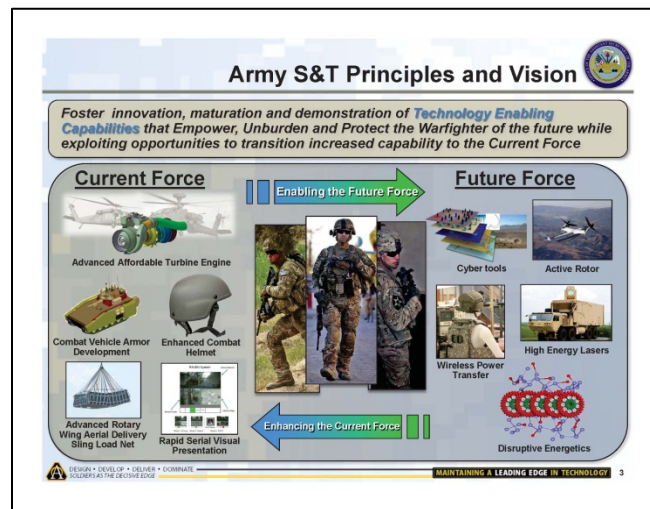 Army S&T Principles and Vision
Foster innovation, maturation and demonstration of Technology Enabling
Capabilities that Empower, Unburden and Protect the Warfighter of the future while
exploiting opportunities to transition increased capability to the Current Force
Current Force
Enabling the Future Force
Future Force
Advanced Affordable Turbine Engine
Combat Vehicle Armor
Development
Enhanced Combat
Helmet
Advanced Rotary
Wing Aerial Delivery
Sling Load Net
Rapid Serial Visual
Presentation
Cyber tools
Active Rotor
Wireless Power
Transfer
High Energy Lasers
Disruptive Energetics
Enhancing the Current Force
DESIGN • DEVELOP • DELIVER • DOMINATE
SOLDIERS AS THE DECISIVE EDGE
MAINTAINING A LEADING EDGE IN TECHNOLOGY
3